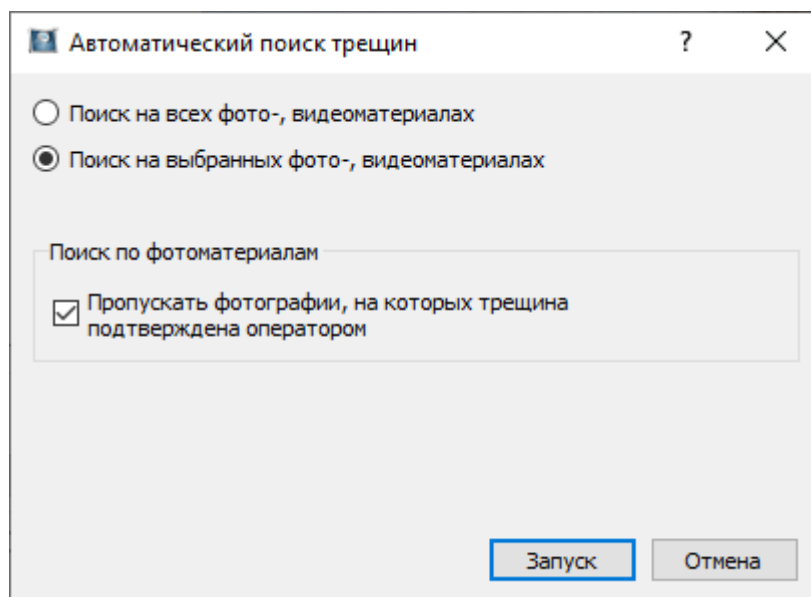 Автоматический поиск трещин
?
Поиск на всех фото-, видеоматериалах
Поиск на выбранных фото-, видеоматериалах
Поиск по фотоматериалам
Пропускать фотографии, на которых трещина
подтверждена оператором
Запуск
Отмена